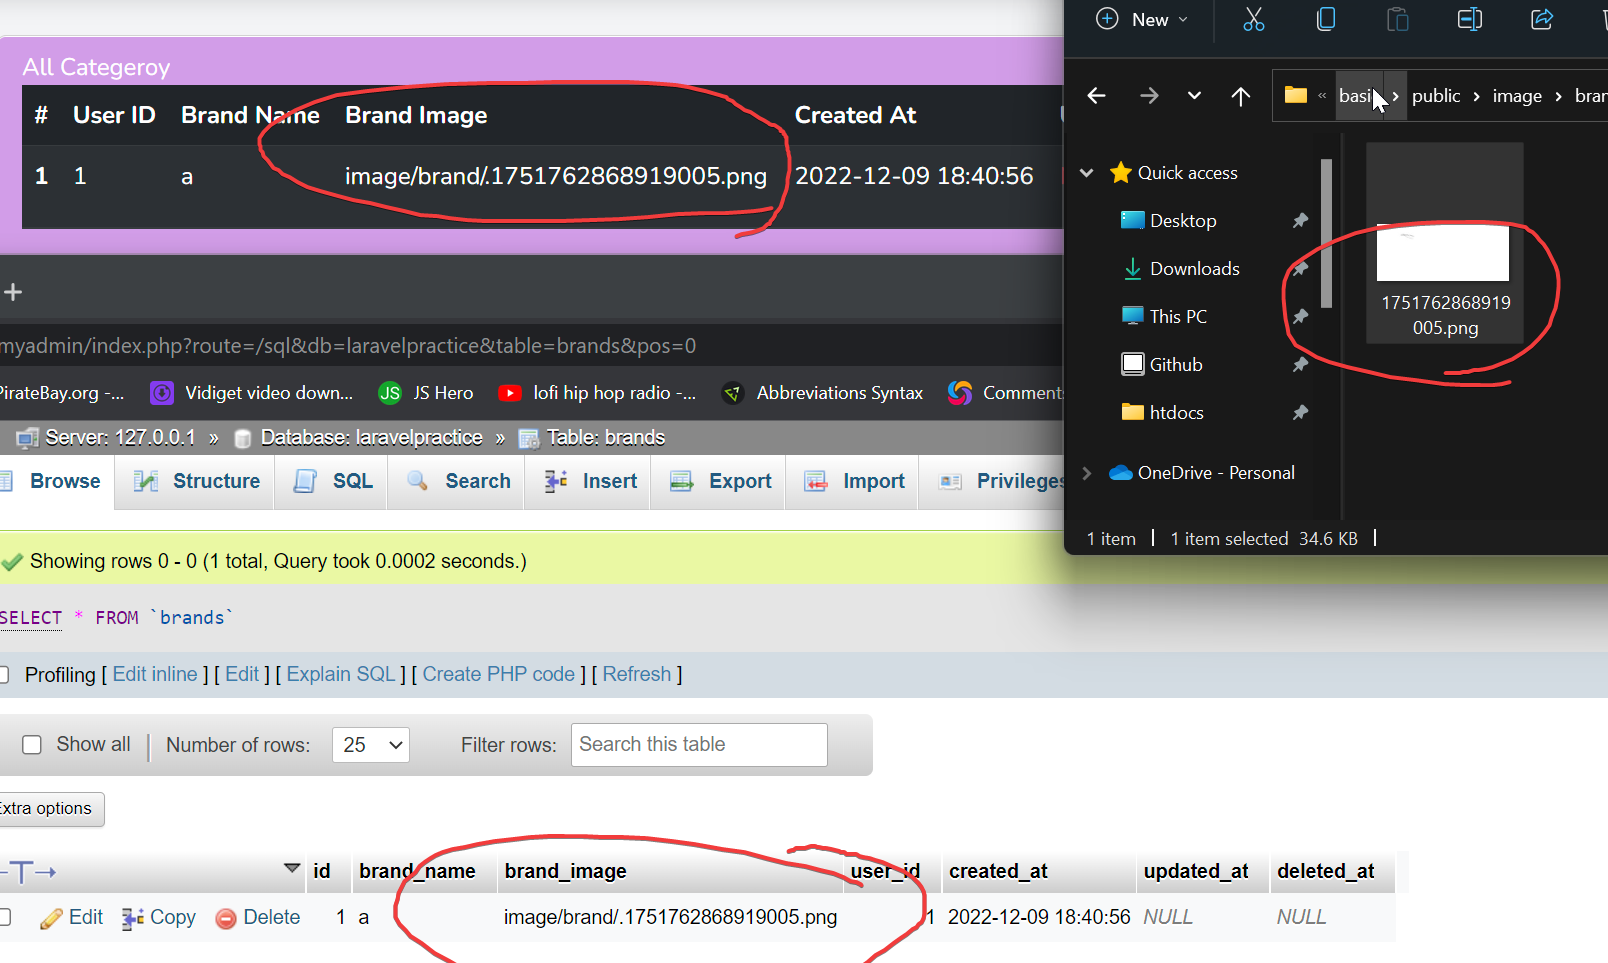 All Categeroy
# User ID Brand Name Brand Image Created At
1 1 a image/brand/.1751762868919005.png 2022-12-09 18:40:56
New
basi › public › image › bran
Quick access
Desktop
Downloads
This PC
Github
htdocs
OneDrive - Personal
1751762868919
005.png
1 item 1 item selected 34.6 KB
myadmin/index.php?route=/sql&db=laravelpractice&table=brands&pos=0
PirateBay.org -... Vidiget video down... JS JS Hero lofi hip hop radio -... Abbreviations Syntax Comment
Server: 127.0.0.1 » Database: laravelpractice » Table: brands
Browse Structure SQL Search Insert Export Import Privileges
Showing rows 0 - 0 (1 total, Query took 0.0002 seconds.)
SELECT * FROM `brands`
Profiling [ Edit inline ] [ Edit ] [ Explain SQL ] [ Create PHP code ] [ Refresh ]
Show all Number of rows: 25 Filter rows: Search this table
Extra options
id brand_name brand_image user_id created_at updated_at deleted_at
Edit Copy Delete 1 a image/brand/.1751762868919005.png 1 2022-12-09 18:40:56 NULL NULL